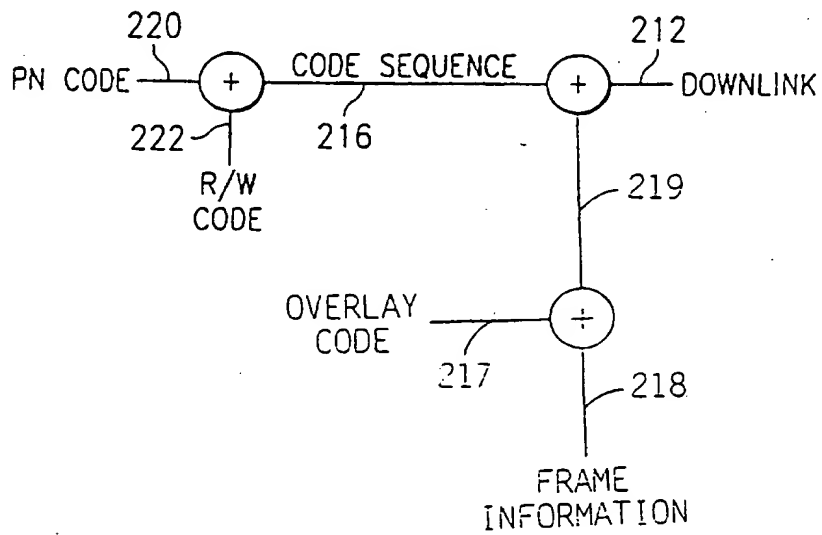 220
212
PN CODE
+
CODE SEQUENCE
+
DOWNLINK
222
216
R/W
CODE
219
OVERLAY
CODE
÷
217
218
FRAME
INFORMATION